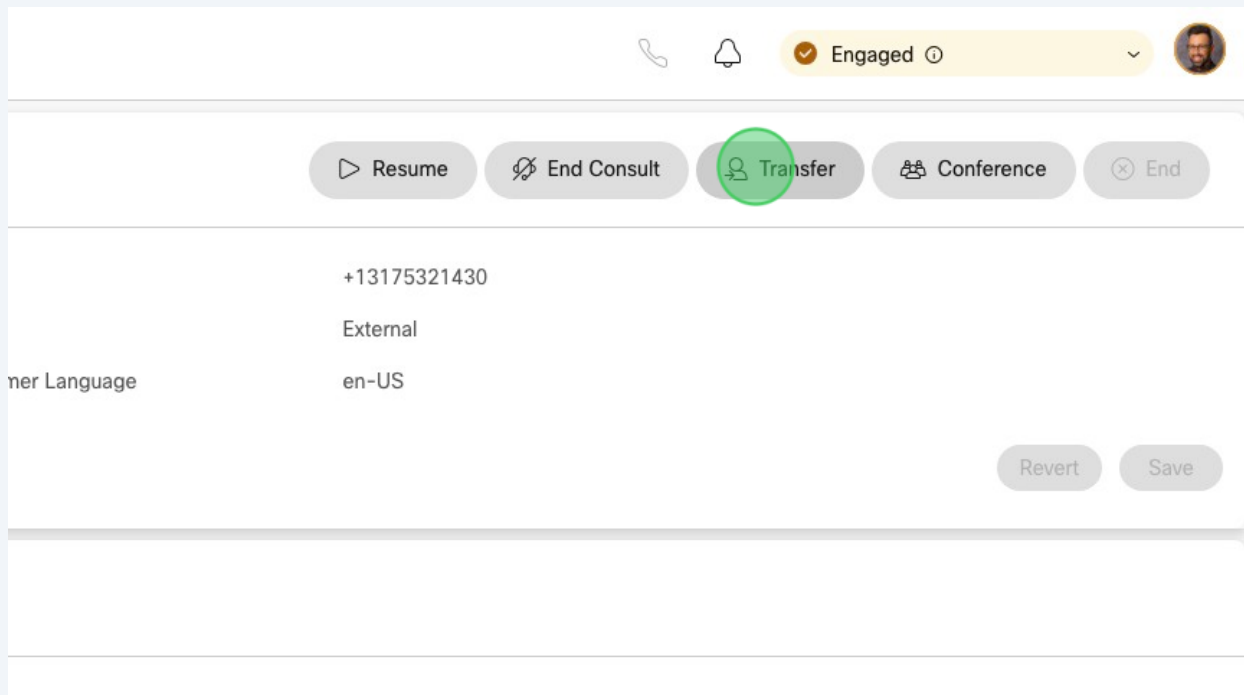 Engaged
Resume End Consult Transfer Conference End
+13175321430
External
mer Language en-US
Revert Save